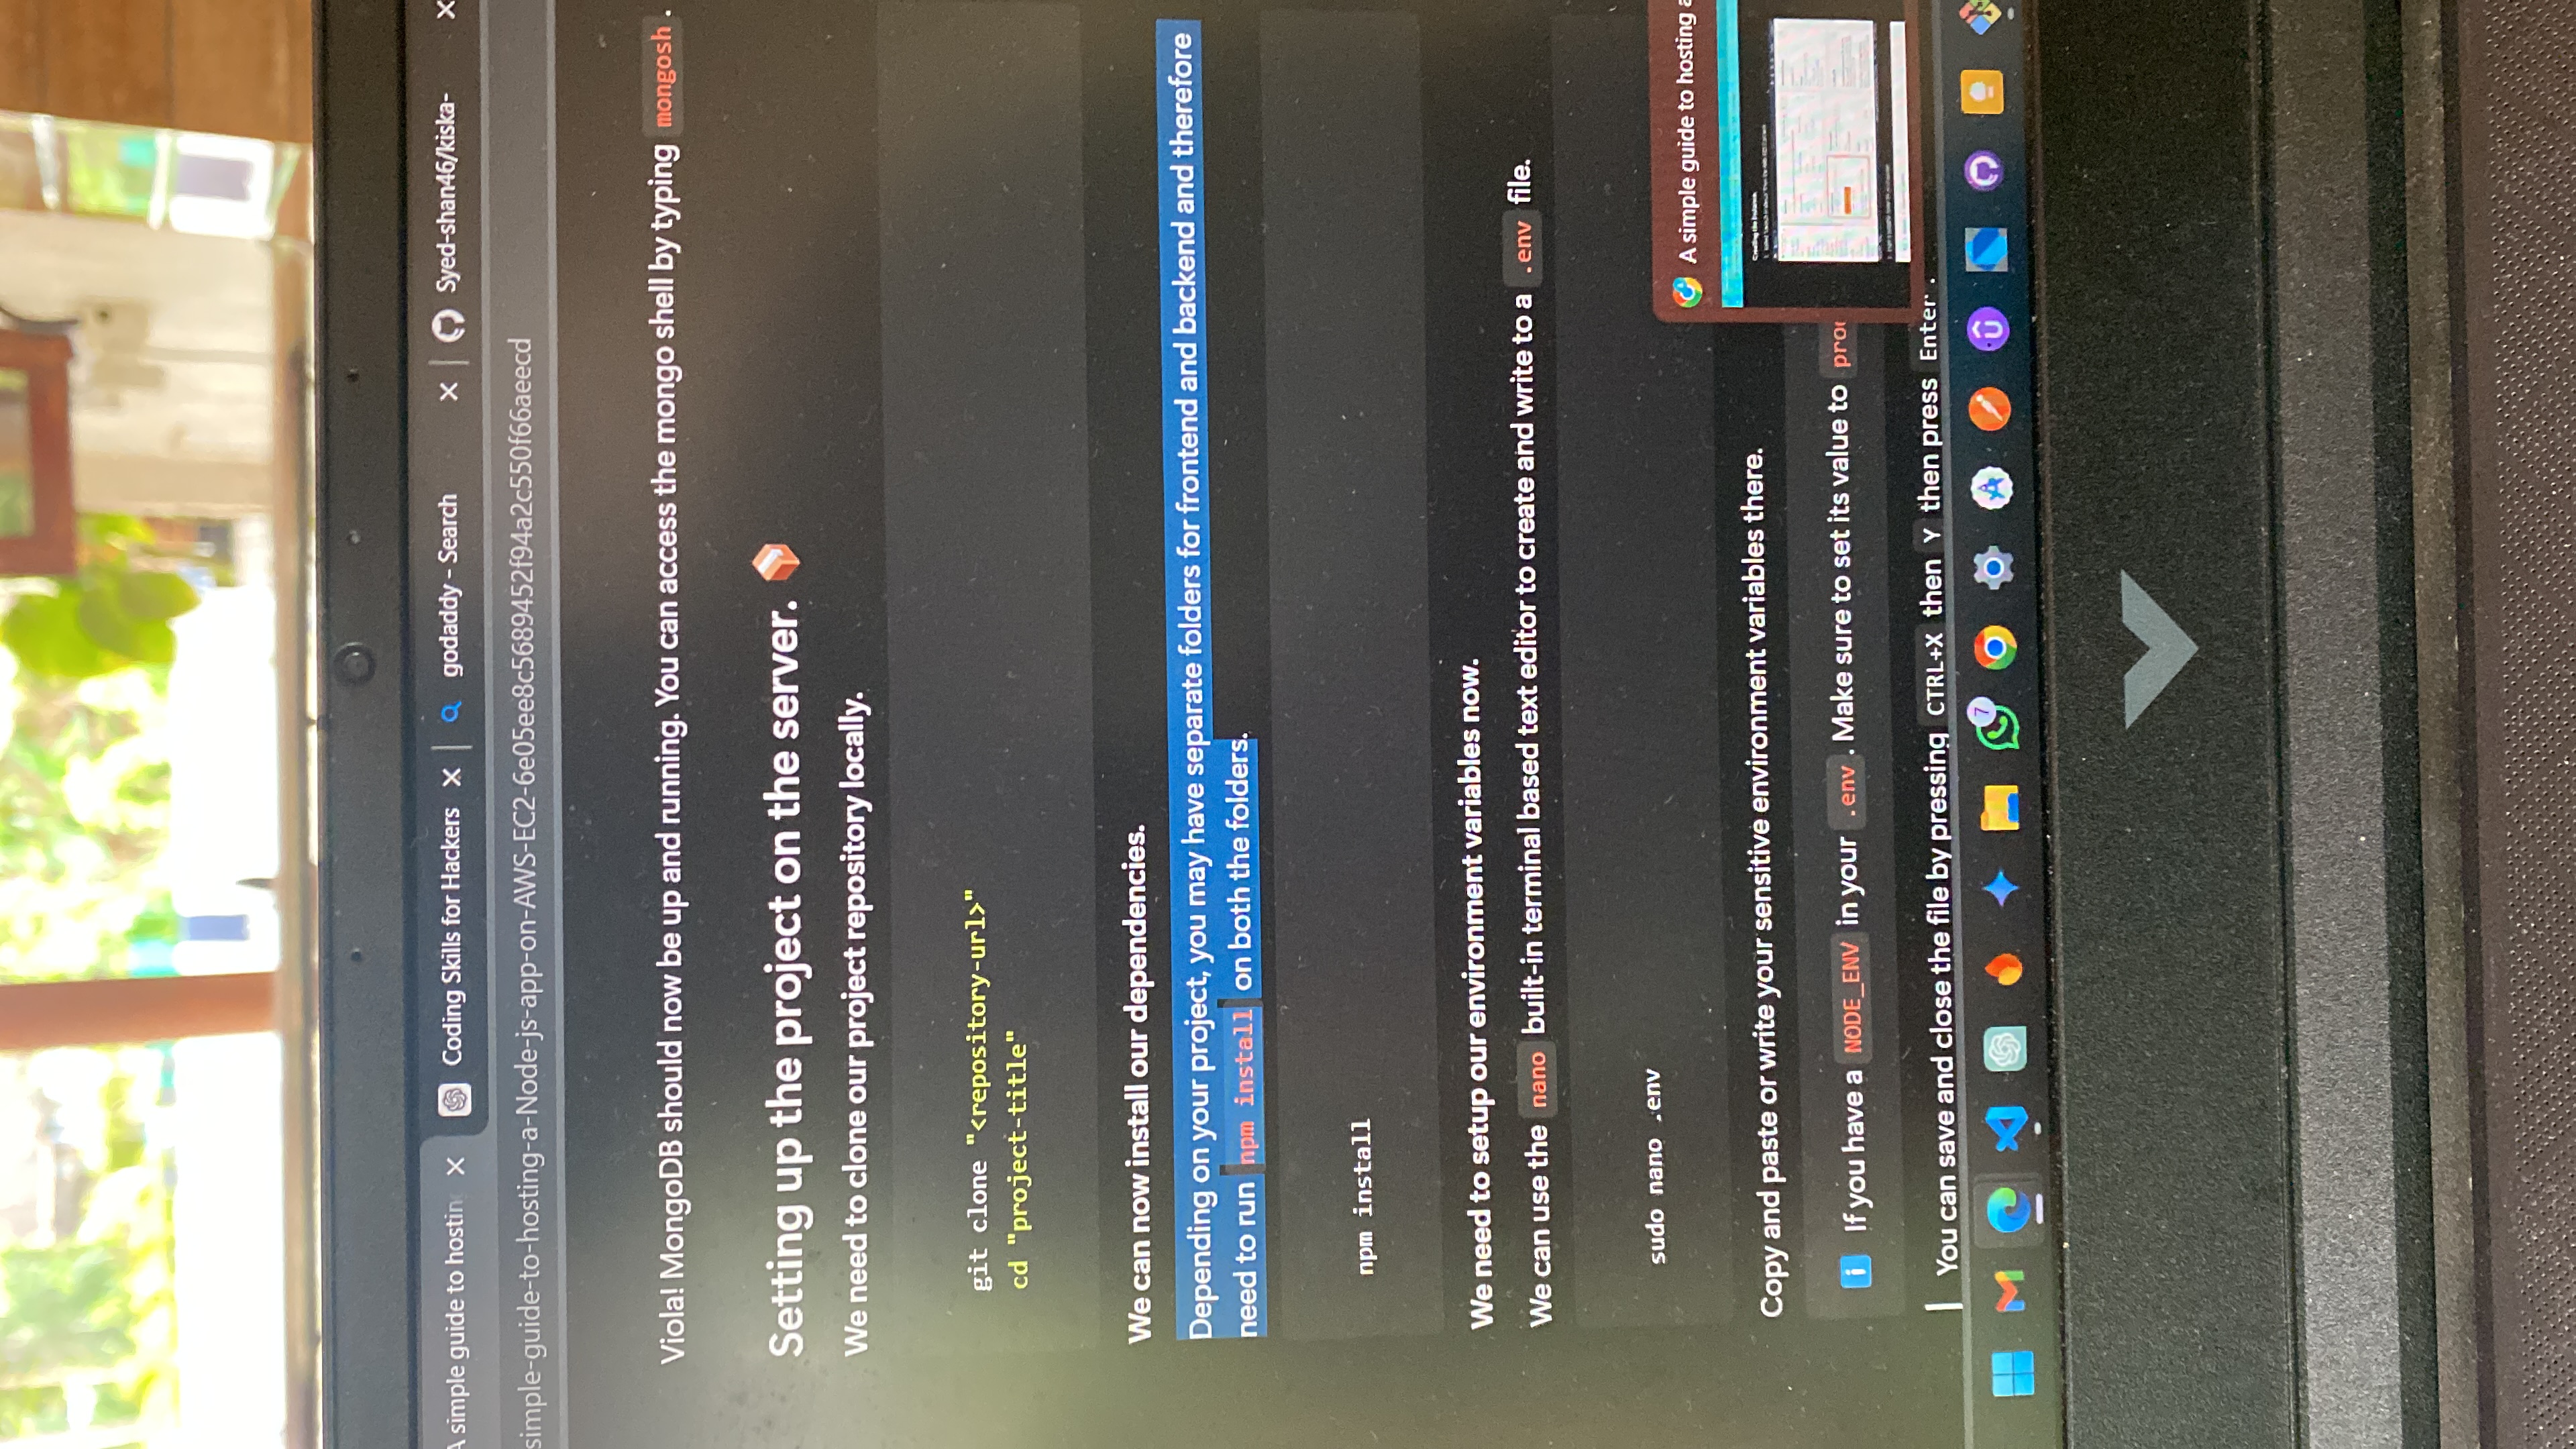 A simple guide to hostin
Coding Skills for Hackers
godaddy - Search
Syed-shan46/kiska-
simple-guide-to-hosting-a-Node-js-app-on-AWS-EC2-6e05ee8c5689452f94a2c550f66aeecd
Viola! MongoDB should now be up and running. You can access the mongo shell by typing mongosh .
Setting up the project on the server.
We need to clone our project repository locally.
git clone "<repository-url>"
cd "project-title"
We can now install our dependencies.
Depending on your project, you may have separate folders for frontend and backend and therefore
need to run npm install on both the folders.
npm install
We need to setup our environment variables now.
We can use the nano built-in terminal based text editor to create and write to a .env file.
sudo nano .env
A simple guide to hosting a
Creating the Instance.
Copy and paste or write your sensitive environment variables there.
If you have a NODE_ENV in your .env . Make sure to set its value to pro
You can save and close the file by pressing CTRL+X then Y then press Enter .
7